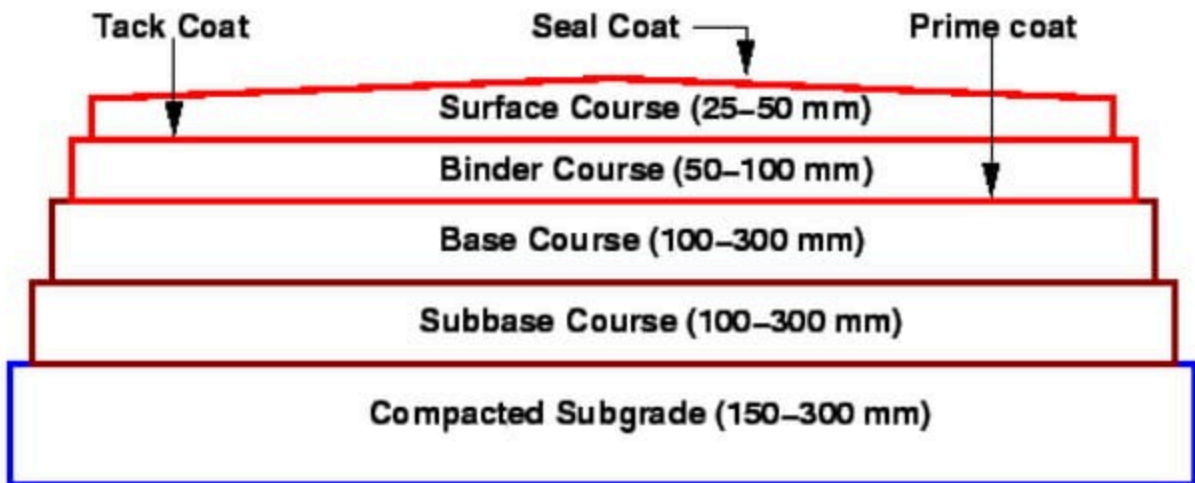 Tack Coat
Seal Coat
Prime coat
Surface Course (25–50 mm)
Binder Course (50–100 mm)
Base Course (100–300 mm)
Subbase Course (100–300 mm)
Compacted Subgrade (150–300 mm)